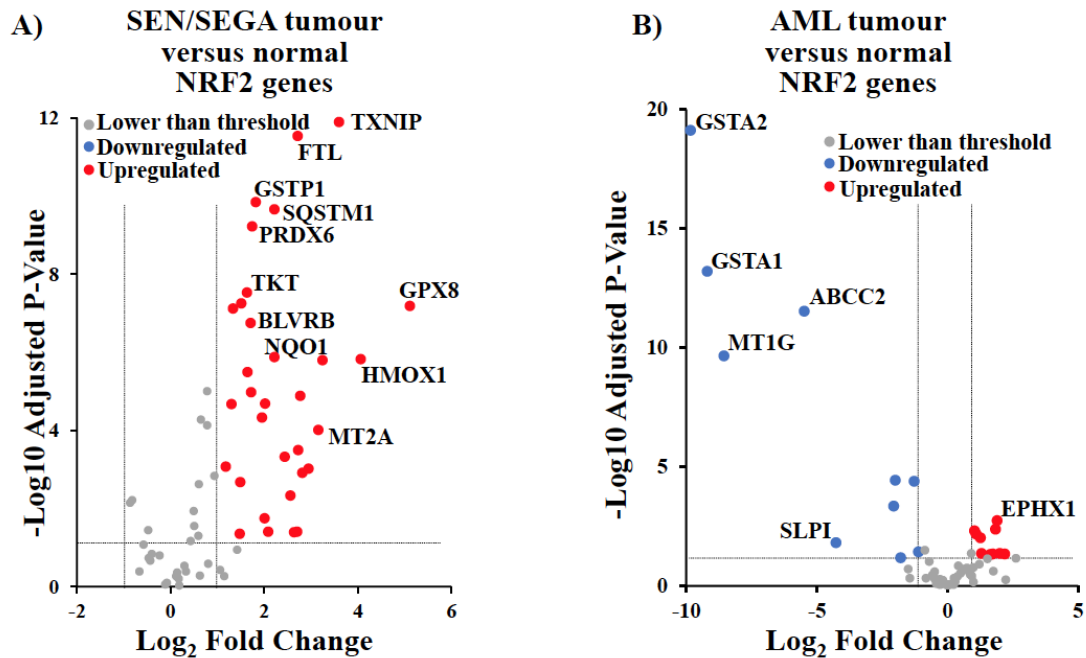 A)
SEN/SEGA tumour
versus normal
NRF2 genes
-Log10 Adjusted P-Value
12
8
4
0
Lower than threshold
Downregulated
Upregulated
TXNIP
FTL
GSTP1
SQSTM1
PRDX6
TKT
GPX8
BLVRB
NQO1
HMOX1
MT2A
-2
0
2
4
6
Log2 Fold Change
B)
AML tumour
versus normal
NRF2 genes
-Log10 Adjusted P-Value
20
15
10
5
0
GSTA2
Lower than threshold
Downregulated
Upregulated
GSTA1
ABCC2
MT1G
EPHX1
SLPI
-10
-5
0
5
Log2 Fold Change